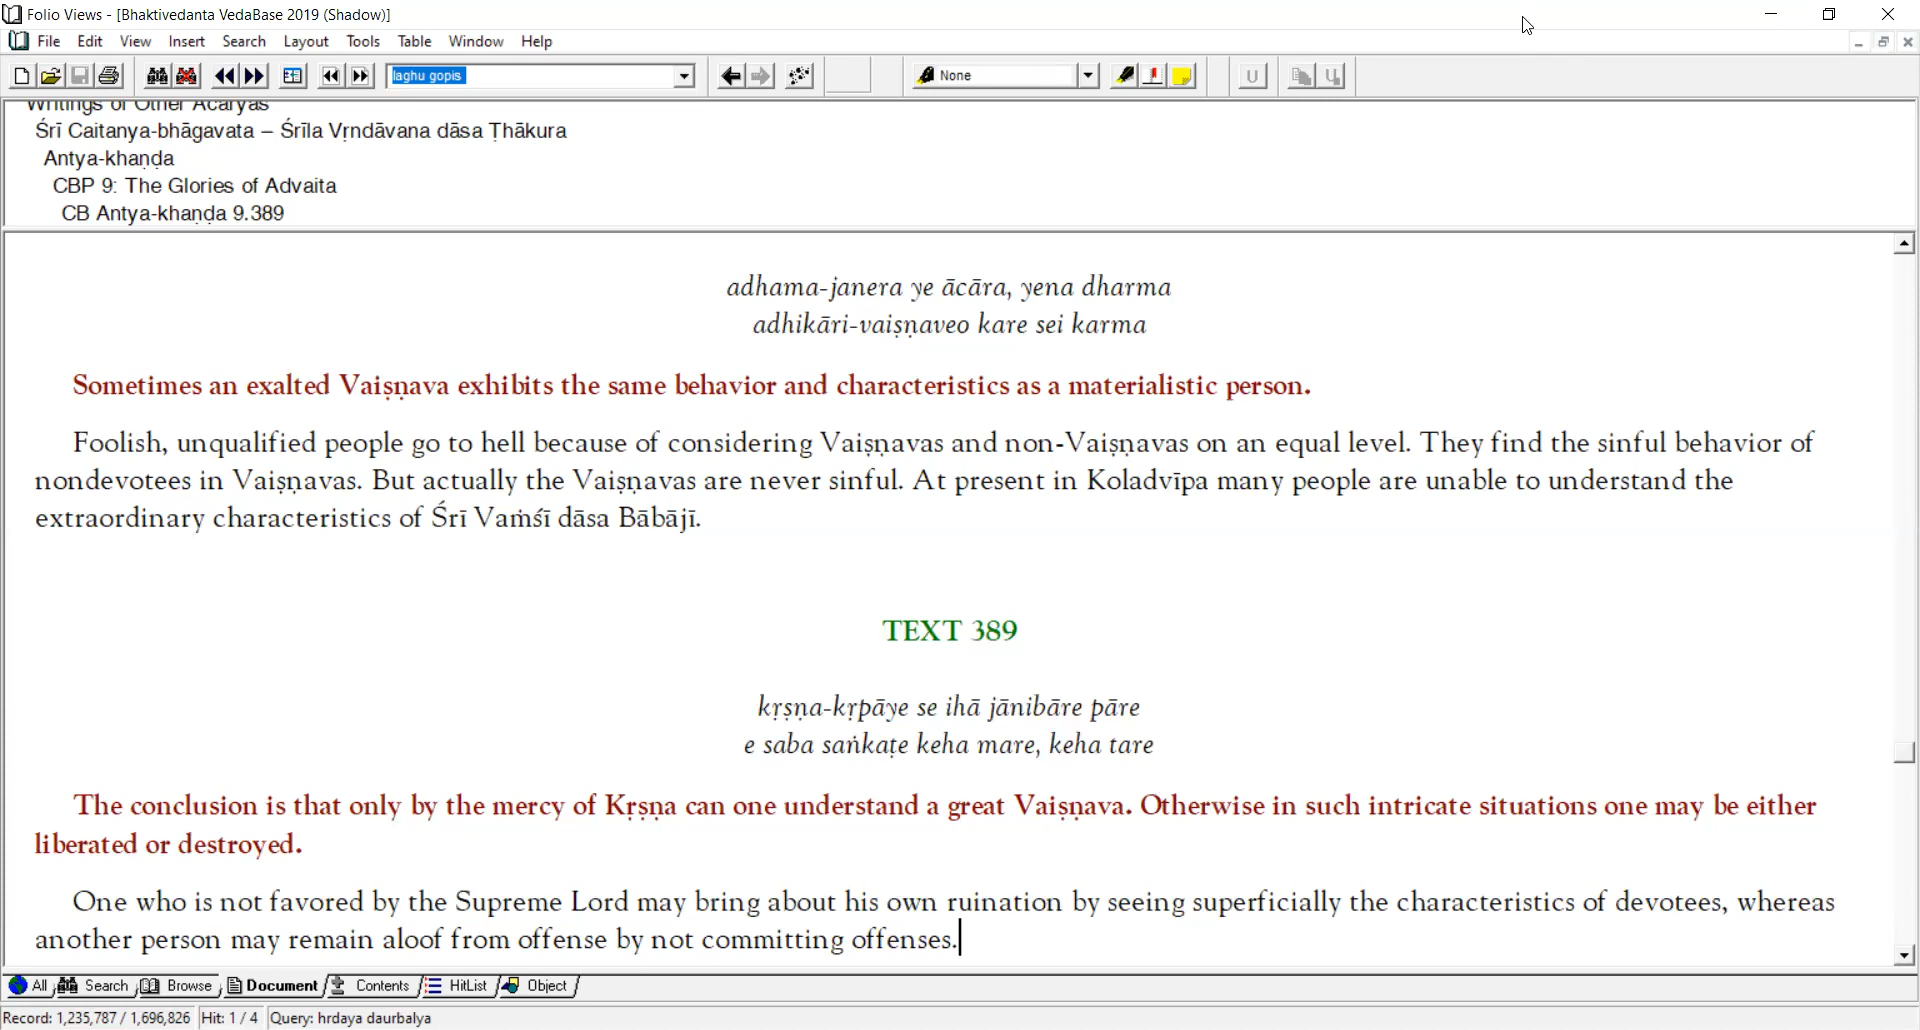 Folio Views - [Bhaktivedanta VedaBase 2019 (Shadow)]
File Edit View Insert Search Layout Tools Table Window Help
laghu gopis None U
Writings of Other Acaryas
Śrī Caitanya-bhāgavata – Śrīla Vṛndāvana dāsa Ṭhākura
Antya-khaṇḍa
CBP 9: The Glories of Advaita
CB Antya-khaṇḍa 9.389
adhama-janera ye ācāra, yena dharma
adhikāri-vaiṣṇaveo kare sei karma
Sometimes an exalted Vaiṣṇava exhibits the same behavior and characteristics as a materialistic person.
Foolish, unqualified people go to hell because of considering Vaiṣṇavas and non-Vaiṣṇavas on an equal level. They find the sinful behavior of
nondevotees in Vaiṣṇavas. But actually the Vaiṣṇavas are never sinful. At present in Koladvīpa many people are unable to understand the
extraordinary characteristics of Śrī Vaṁśī dāsa Bābājī.
TEXT 389
kṛṣṇa-kṛpāye se ihā jānibāre pāre
e saba saṅkaṭe keha mare, keha tare
The conclusion is that only by the mercy of Kṛṣṇa can one understand a great Vaiṣṇava. Otherwise in such intricate situations one may be either
liberated or destroyed.
One who is not favored by the Supreme Lord may bring about his own ruination by seeing superficially the characteristics of devotees, whereas
another person may remain aloof from offense by not committing offenses.
All Search Browse Document Contents HitList Object
Record: 1,235,787 / 1,696,826 Hit: 1 / 4 Query: hrdaya daurbalya